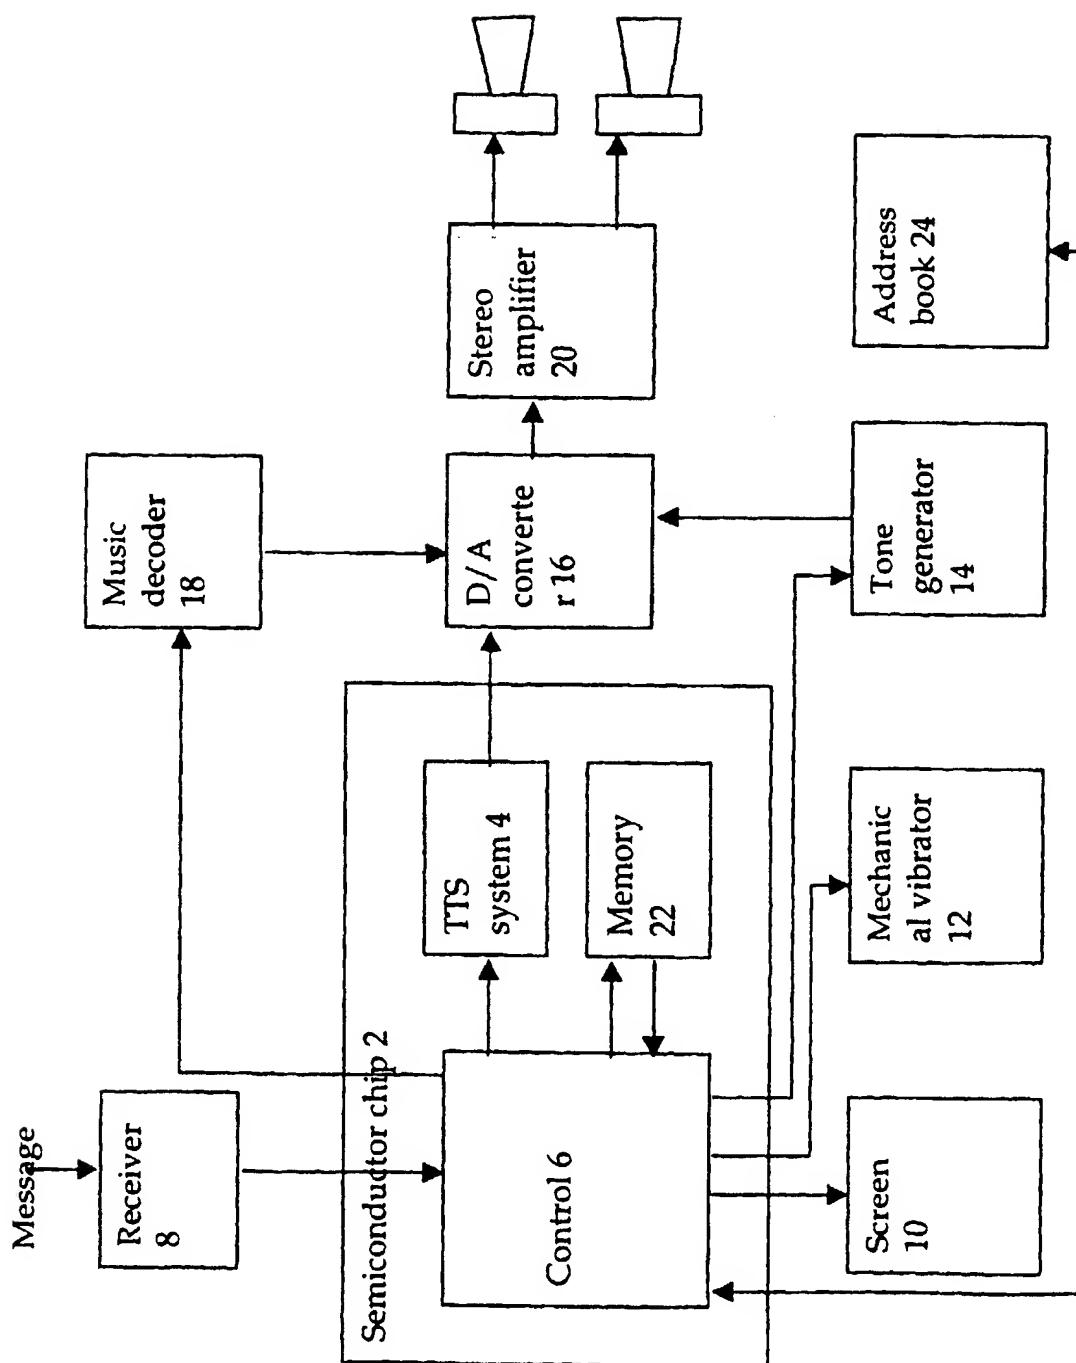 Message
Receiver
8
Music
decoder
18
Semiconductor chip 2
Control 6
TTS
system 4
Memory
22
D/A
converte
r 16
Stereo
amplifier
20
Screen
10
Mechanic
al vibrator
12
Tone
generator
14
Address
book 24